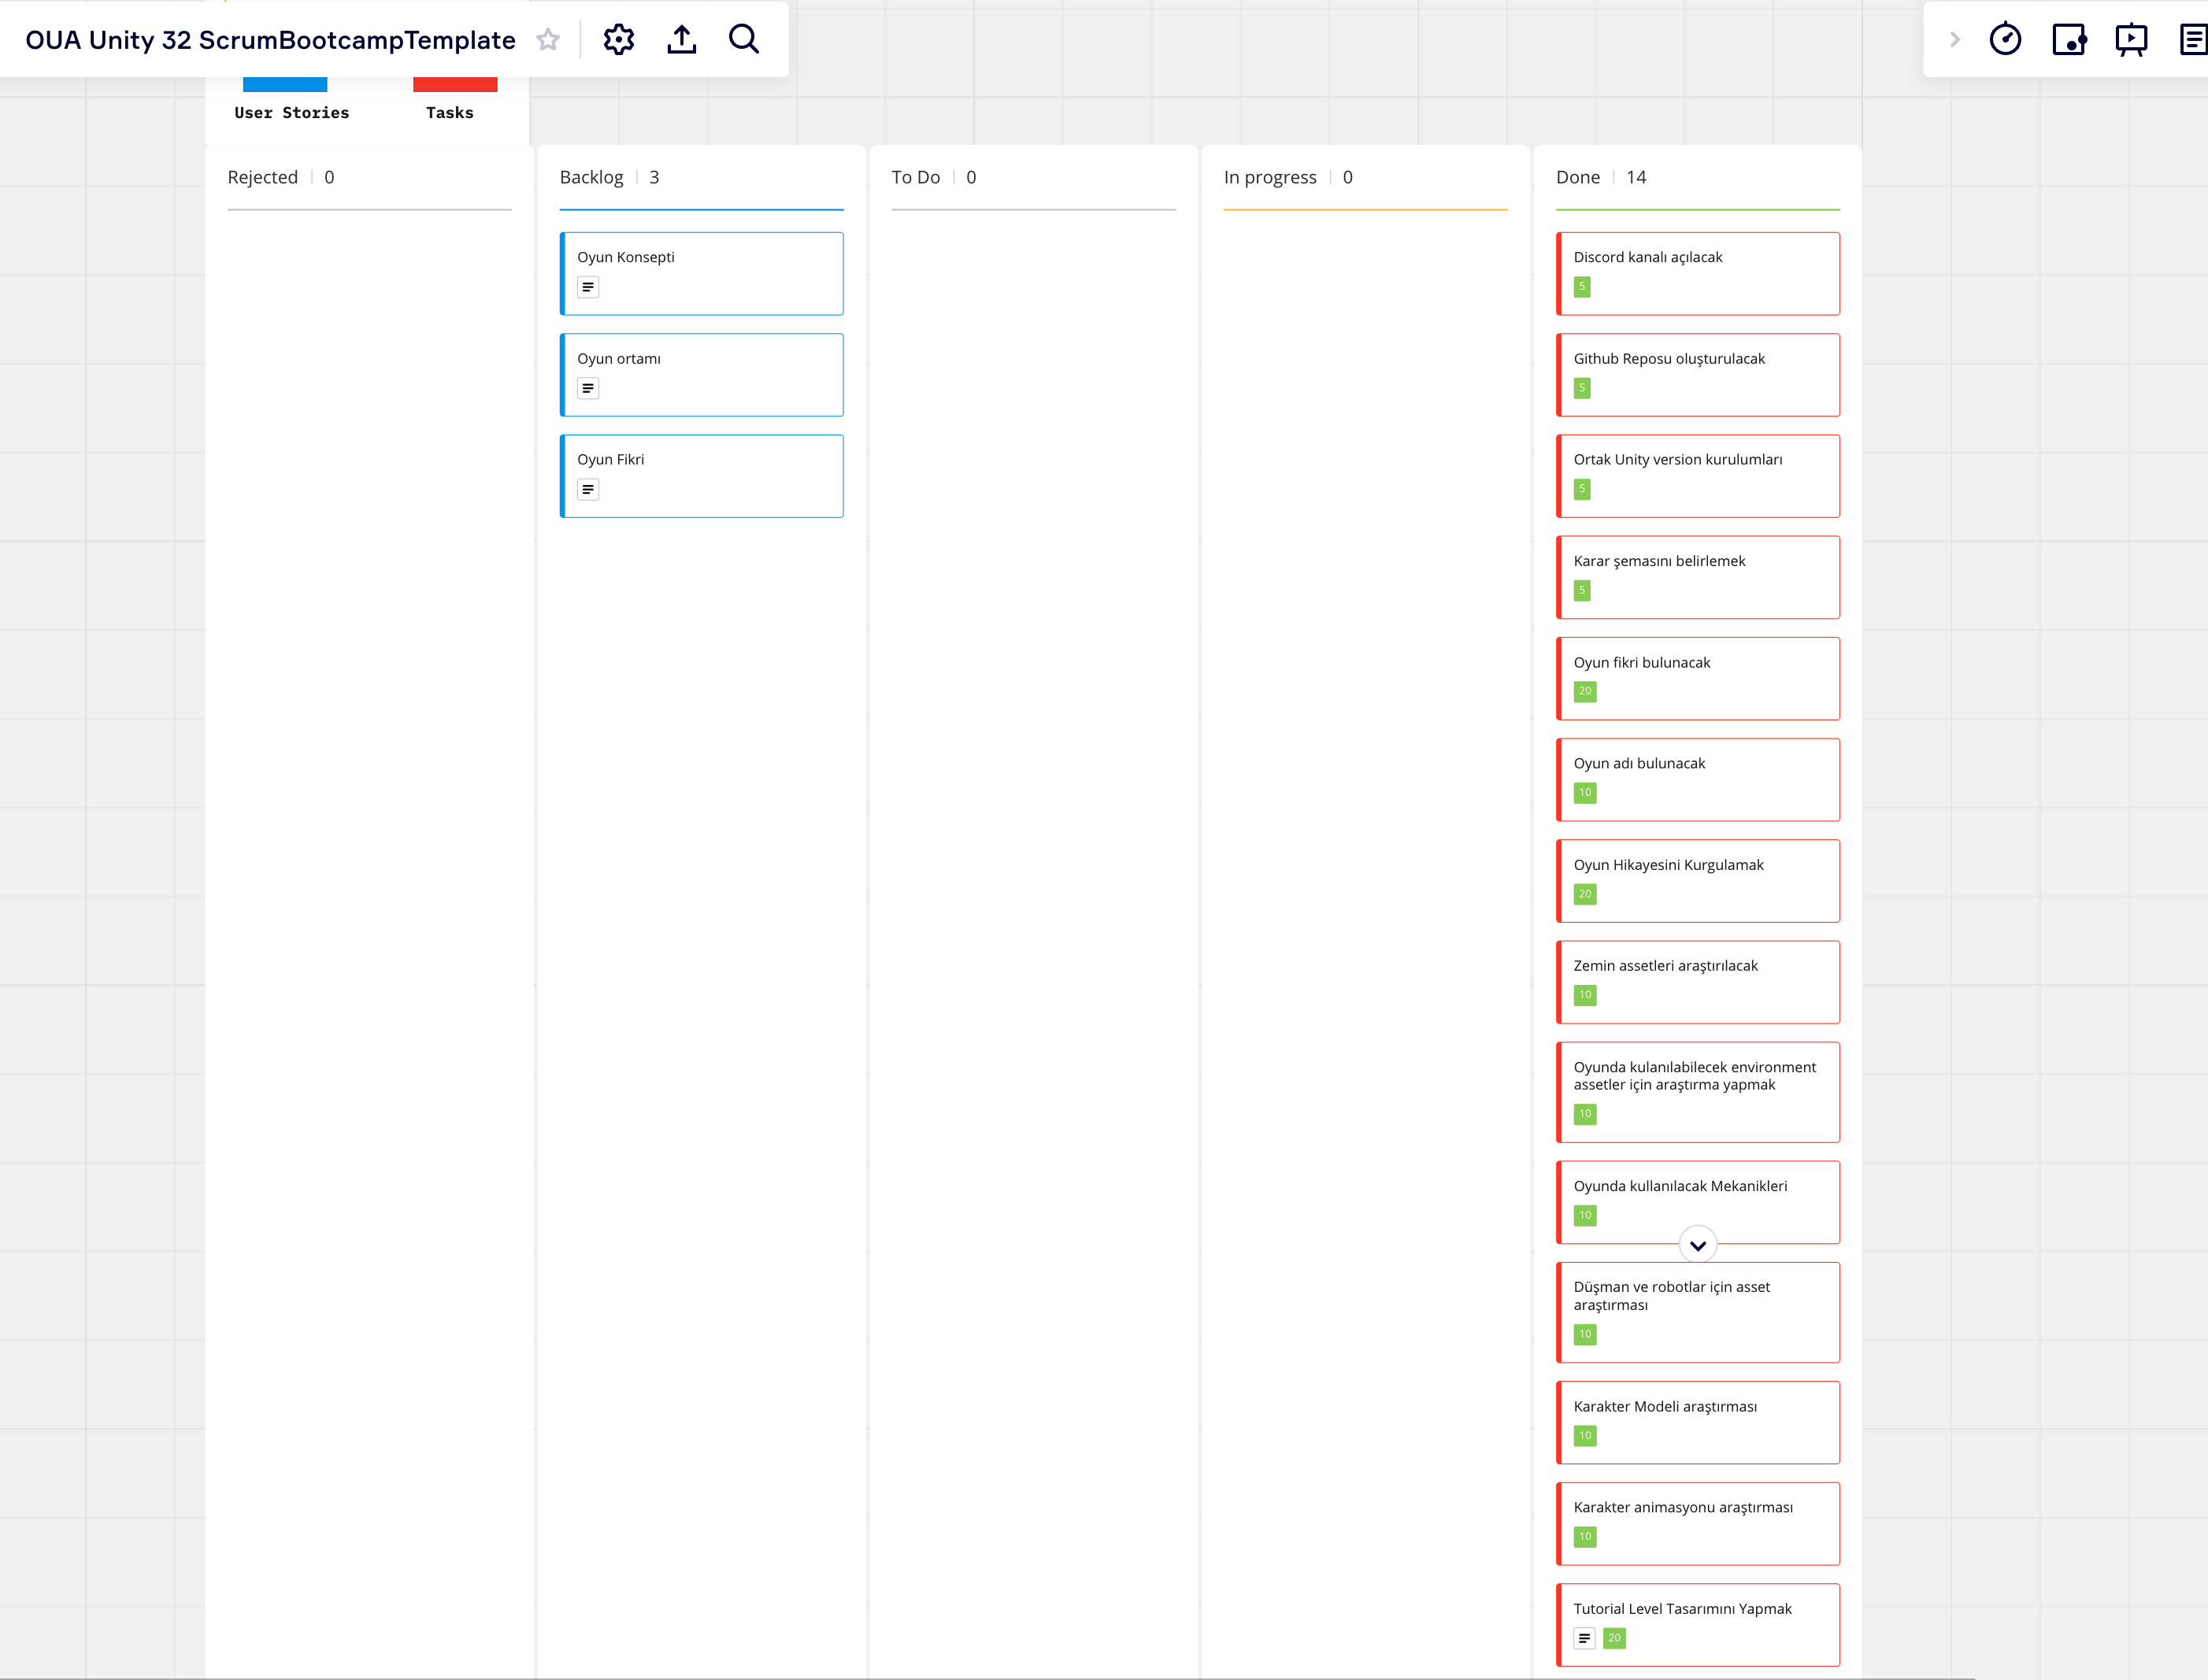 OUA Unity 32 ScrumBootcampTemplate
User Stories
Tasks
Rejected 0
Backlog 3
Oyun Konsepti
Oyun ortamı
Oyun Fikri
To Do 0
In progress 0
Done 14
Discord kanalı açılacak
5
Github Reposu oluşturulacak
5
Ortak Unity version kurulumları
5
Karar şemasını belirlemek
5
Oyun fikri bulunacak
20
Oyun adı bulunacak
10
Oyun Hikayesini Kurgulamak
20
Zemin assetleri araştırılacak
10
Oyunda kulanılabilecek environment
assetler için araştırma yapmak
10
Oyunda kullanılacak Mekanikleri
10
Düşman ve robotlar için asset
araştırması
10
Karakter Modeli araştırması
10
Karakter animasyonu araştırması
10
Tutorial Level Tasarımını Yapmak
20